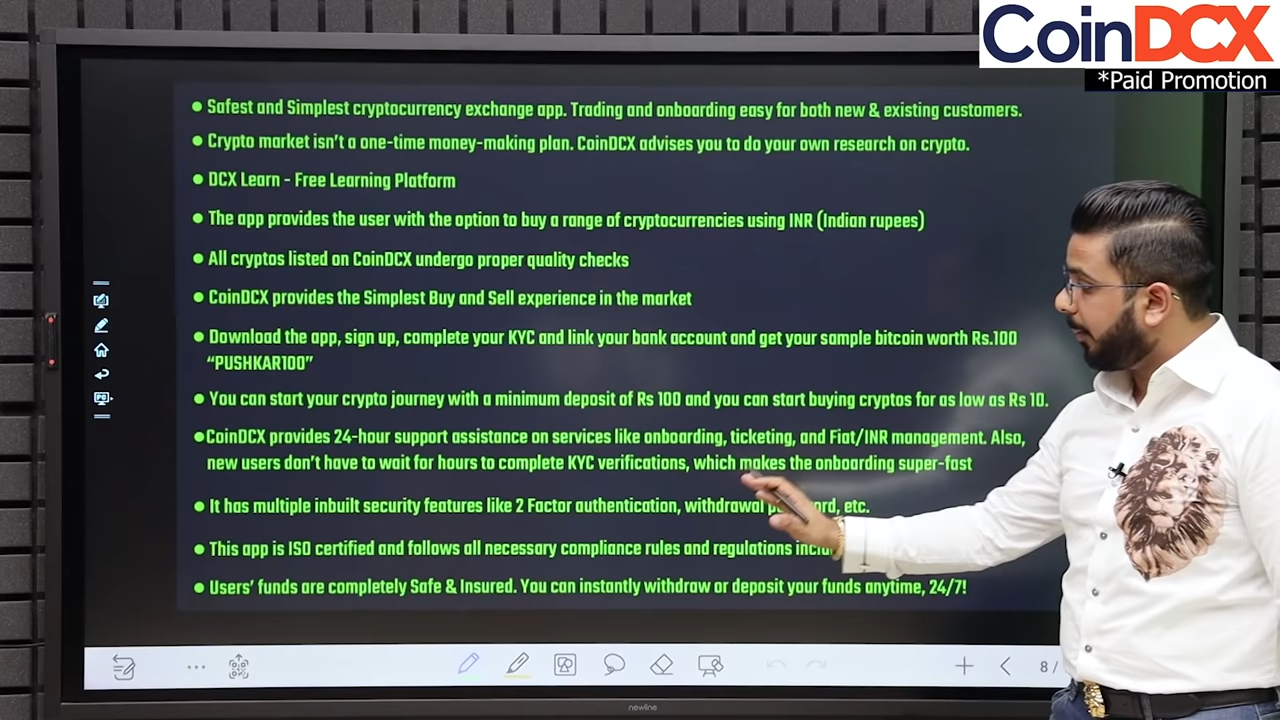 CoinDCX
*Paid Promotion
● Safest and Simplest cryptocurrency exchange app. Trading and onboarding easy for both new & existing customers.
● Crypto market isn't a one-time money-making plan. CoinDCX advises you to do your own research on crypto.
● DCX Learn - Free Learning Platform
● The app provides the user with the option to buy a range of cryptocurrencies using INR (Indian rupees)
● All cryptos listed on CoinDCX undergo proper quality checks
● CoinDCX provides the Simplest Buy and Sell experience in the market
● Download the app, sign up, complete your KYC and link your bank account and get your sample bitcoin worth Rs.100
“PUSHKAR100”
● You can start your crypto journey with a minimum deposit of Rs 100 and you can start buying cryptos for as low as Rs 10.
●CoinDCX provides 24-hour support assistance on services like onboarding, ticketing, and Fiat/INR management. Also,
new users don't have to wait for hours to complete KYC verifications, which makes the onboarding super-fast
● It has multiple inbuilt security features like 2 Factor authentication, withdrawal etc.
● This app is ISO certified and follows all necessary compliance rules and regulations
● Users' funds are completely Safe & Insured. You can instantly withdraw or deposit your funds anytime, 24/7!
8 /
newline